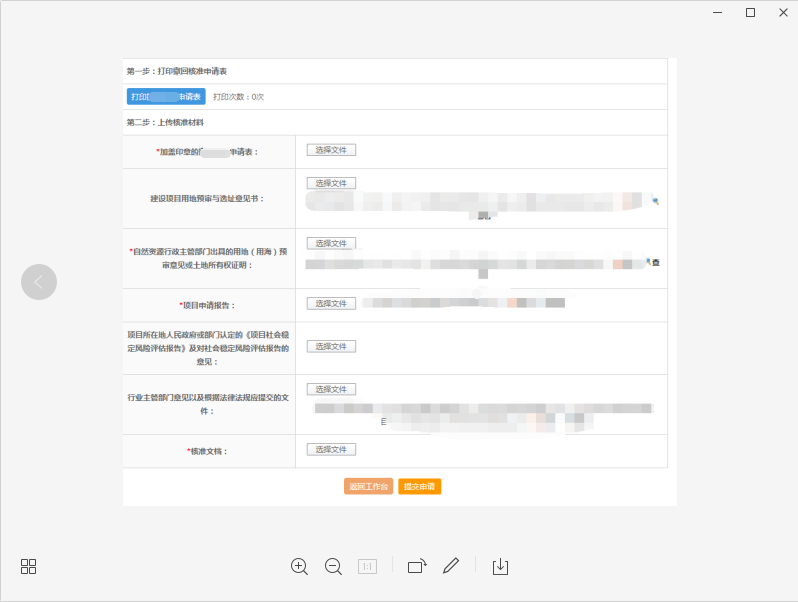 第一步：打印撤回核准申请表
打印 申请表 打印次数：0次
第二步：上传核准材料
*加盖印章的 申请表： 选择文件
建设项目用地预审与选址意见书： 选择文件
*自然资源行政主管部门出具的用地（用海）预
审意见或土地所有权证明： 选择文件
查
*项目申请报告： 选择文件
项目所在地人民政府或部门认定的《项目社会稳
定风险评估报告》及对社会稳定风险评估报告的
意见： 选择文件
行业主管部门意见以及根据法律法规应提交的文
件： 选择文件
*核准文档： 选择文件
返回工作台 提交申请
1:1